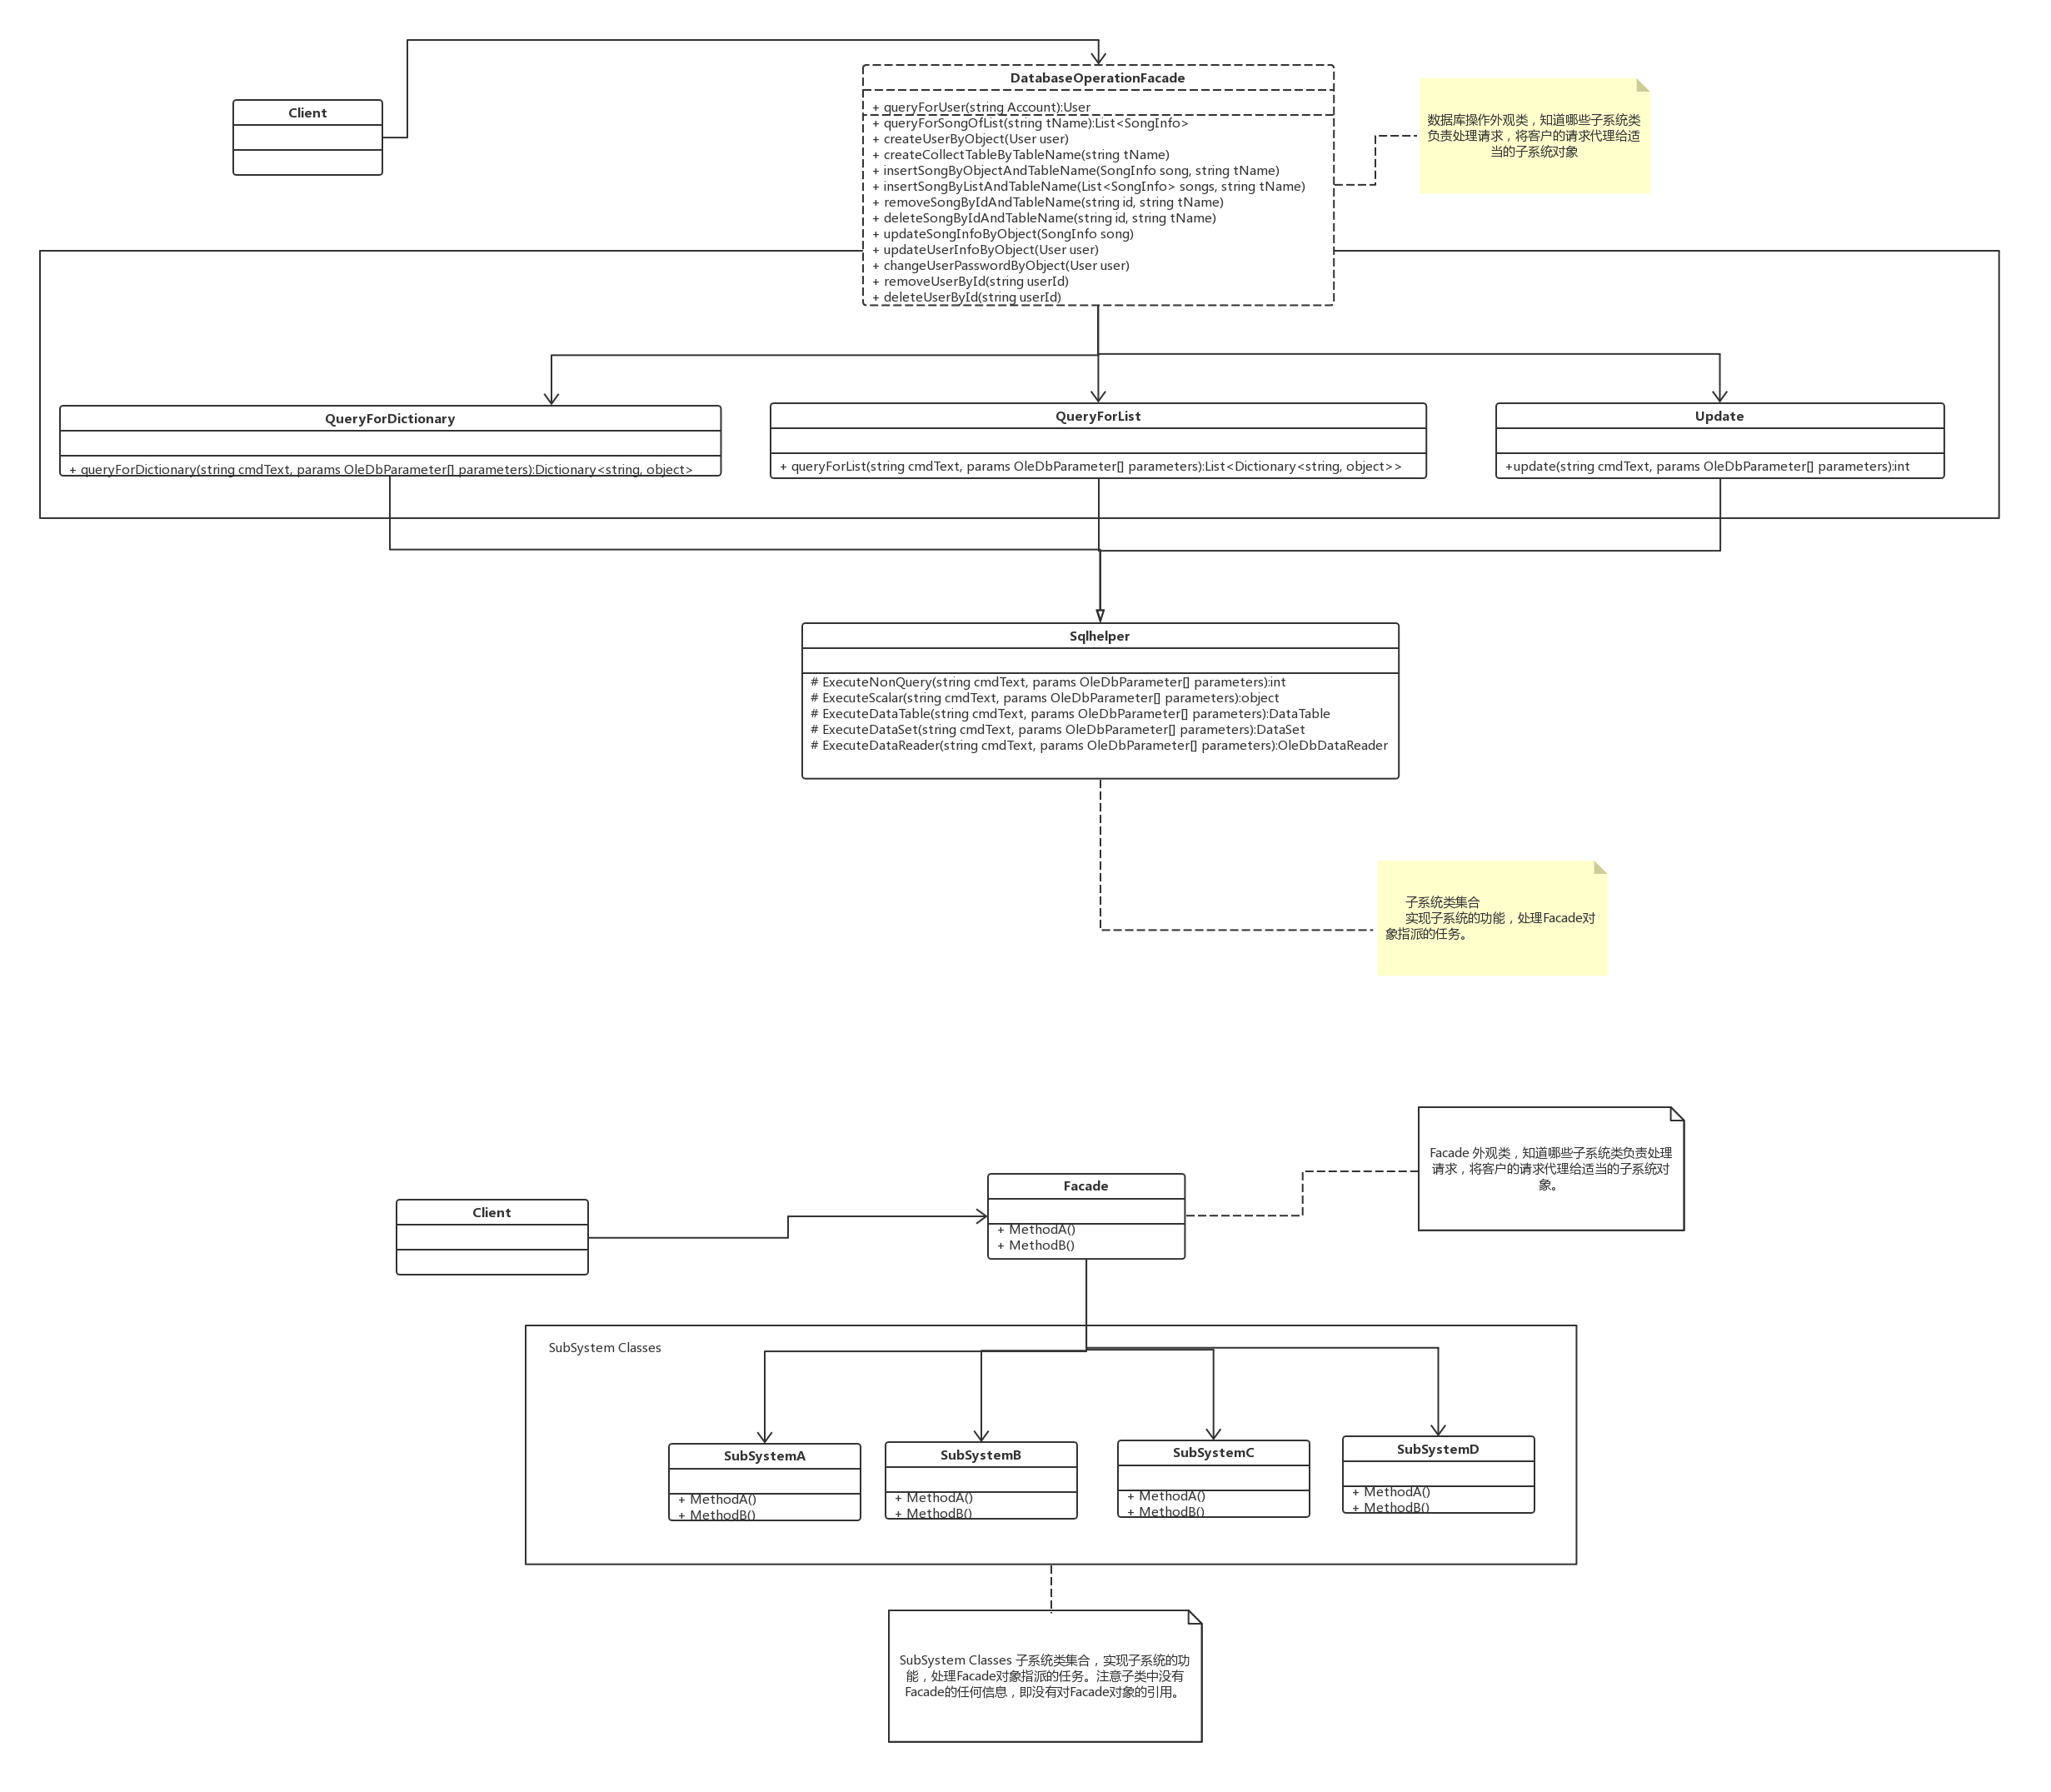 DatabaseOperationFacade
+ queryForUser(string Account):User
+ queryForSongOfList(string tName):List<SongInfo>
+ createUserByObject(User user)
+ createCollectTableByTableName(string tName)
+ insertSongByObjectAndTableName(SongInfo song, string tName)
+ insertSongByListAndTableName(List<SongInfo> songs, string tName)
+ removeSongByIdAndTableName(string id, string tName)
+ deleteSongByIdAndTableName(string id, string tName)
+ updateSongInfoByObject(SongInfo song)
+ updateUserInfoByObject(User user)
+ changeUserPasswordByObject(User user)
+ removeUserById(string userId)
+ deleteUserById(string userId)
Client
数据库操作外观类，知道哪些子系统类
负责处理请求，将客户的请求代理给适
当的子系统对象
QueryForDictionary
+ queryForDictionary(string cmdText, params OleDbParameter[] parameters):Dictionary<string, object>
QueryForList
+ queryForList(string cmdText, params OleDbParameter[] parameters):List<Dictionary<string, object>>
Update
+update(string cmdText, params OleDbParameter[] parameters):int
Sqlhelper
# ExecuteNonQuery(string cmdText, params OleDbParameter[] parameters):int
# ExecuteScalar(string cmdText, params OleDbParameter[] parameters):object
# ExecuteDataTable(string cmdText, params OleDbParameter[] parameters):DataTable
# ExecuteDataSet(string cmdText, params OleDbParameter[] parameters):DataSet
# ExecuteDataReader(string cmdText, params OleDbParameter[] parameters):OleDbDataReader
子系统类集合
实现子系统的功能，处理Facade对
象指派的任务。
Facade 外观类，知道哪些子系统类负责处理
请求，将客户的请求代理给适当的子系统对
象。
Facade
+ MethodA()
+ MethodB()
Client
SubSystem Classes
SubSystemA
+ MethodA()
+ MethodB()
SubSystemB
+ MethodA()
+ MethodB()
SubSystemC
+ MethodA()
+ MethodB()
SubSystemD
+ MethodA()
+ MethodB()
SubSystem Classes 子系统类集合，实现子系统的功
能，处理Facade对象指派的任务。注意子类中没有
Facade的任何信息，即没有对Facade对象的引用。